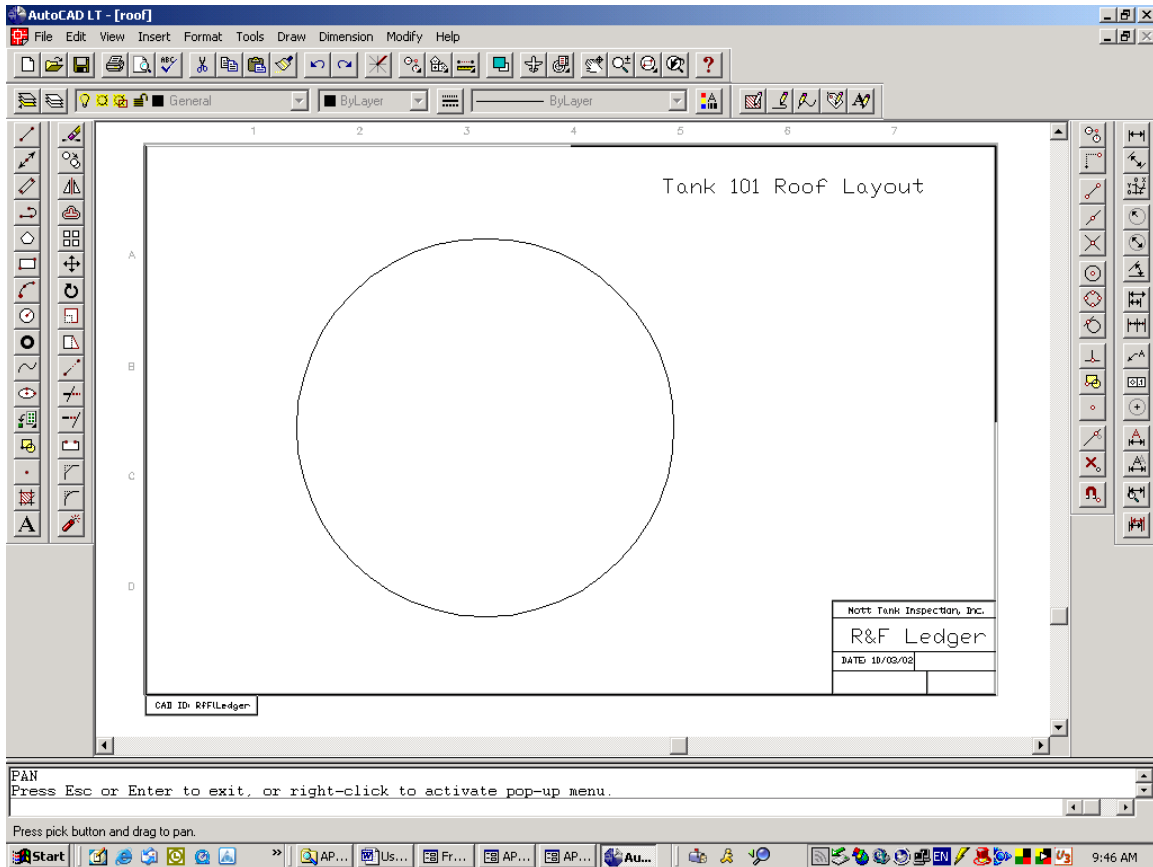 AutoCAD LT - [roof]
File Edit View Insert Format Tools Draw Dimension Modify Help
General ByLayer ByLayer
1 2 3 4 5 6 7
Tank 101 Roof Layout
A
B
C
D
Nott Tank Inspection, Inc.
R&F Ledger
DATE: 10/03/02
CAD ID: RfFlLedger
PAN
Press Esc or Enter to exit, or right-click to activate pop-up menu.
Press pick button and drag to pan.
Start » AP... Us... Fr... AP... AP... Au... EN 9:46 AM